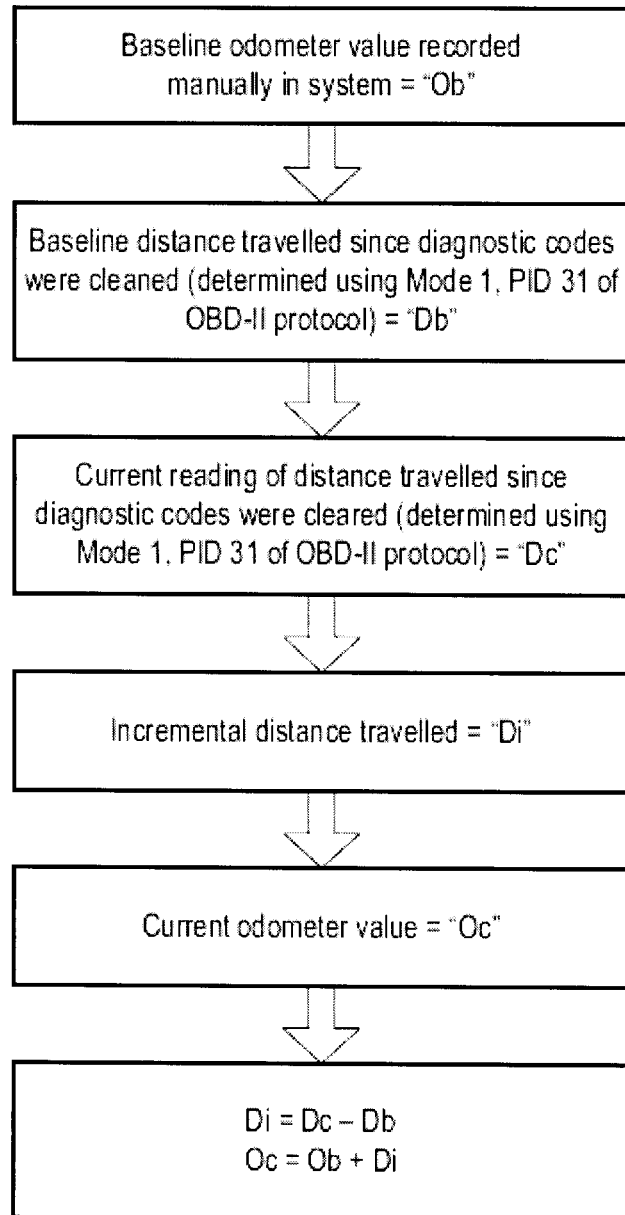 Baseline odometer value recorded
manually in system = "Ob"
Baseline distance travelled since diagnostic codes
were cleaned (determined using Mode 1, PID 31 of
OBD-II protocol) = "Db"
Current reading of distance travelled since
diagnostic codes were cleared (determined using
Mode 1, PID 31 of OBD-II protocol) = "Dc"
Incremental distance travelled = "Di"
Current odometer value = "Oc"
Di = Dc – Db
Oc = Ob + Di